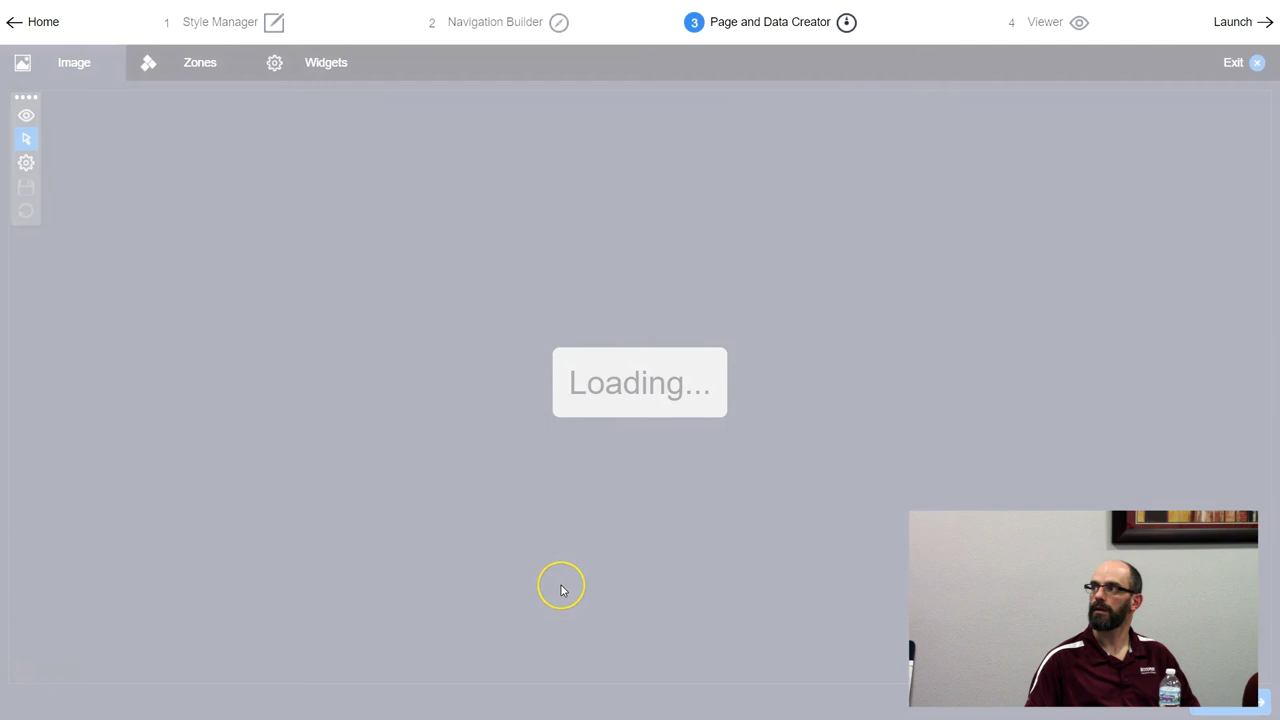 Home
1 Style Manager
2 Navigation Builder
3 Page and Data Creator
4 Viewer
Launch
Image
Zones
Widgets
Exit
Loading...